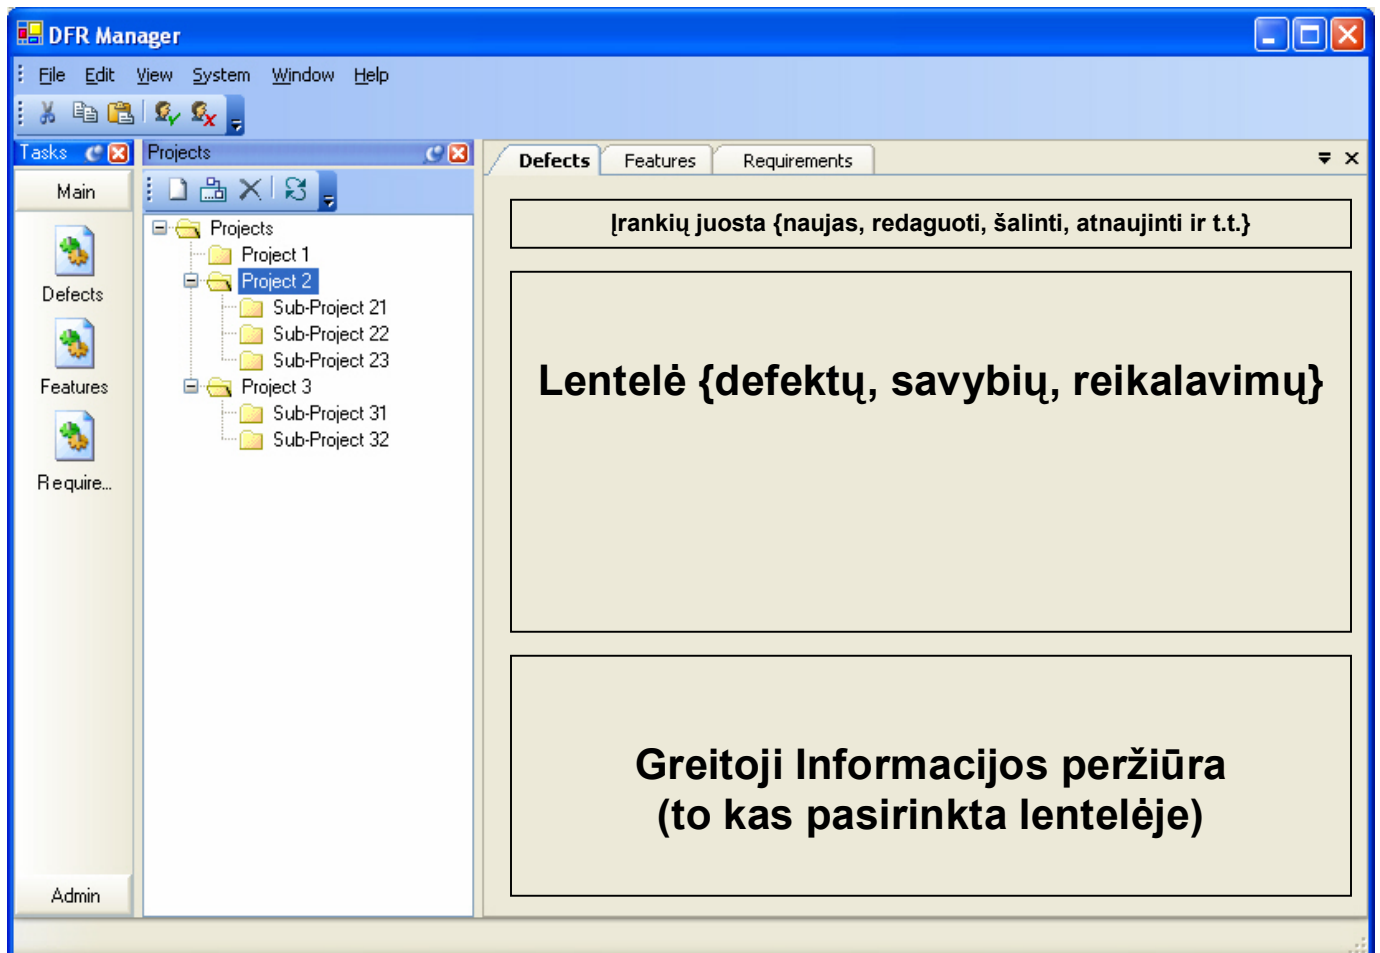 DFR Manager
File Edit View System Window Help
Tasks
Main
Defects
Features
Require...
Admin
Projects
Projects
Project 1
Project 2
Sub-Project 21
Sub-Project 22
Sub-Project 23
Project 3
Sub-Project 31
Sub-Project 32
Defects Features Requirements
Įrankių juosta {naujas, redaguoti, šalinti, atnaujinti ir t.t.}
Lentelė {defektų, savybių, reikalavimų}
Greitoji Informacijos peržiūra
(to kas pasirinkta lentelėje)